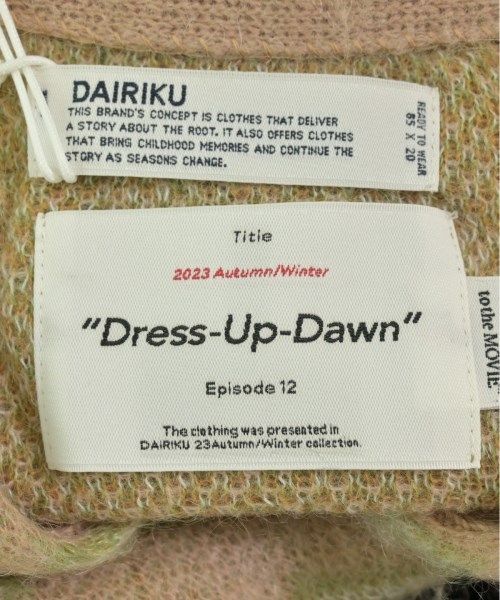 DAIRIKU
THIS BRAND'S CONCEPT IS CLOTHES THAT DELIVER
A STORY ABOUT THE ROOT. IT ALSO OFFERS CLOTHES
THAT BRING CHILDHOOD MEMORIES AND CONTINUE THE
STORY AS SEASONS CHANGE.
READY TO WEAR
85 X 20
Title
2023 Autumn/Winter
"Dress-Up-Dawn"
Episode 12
The clothing was presented in
DAIRIKU 23Autumn/Winter collection.
to the MOViE.